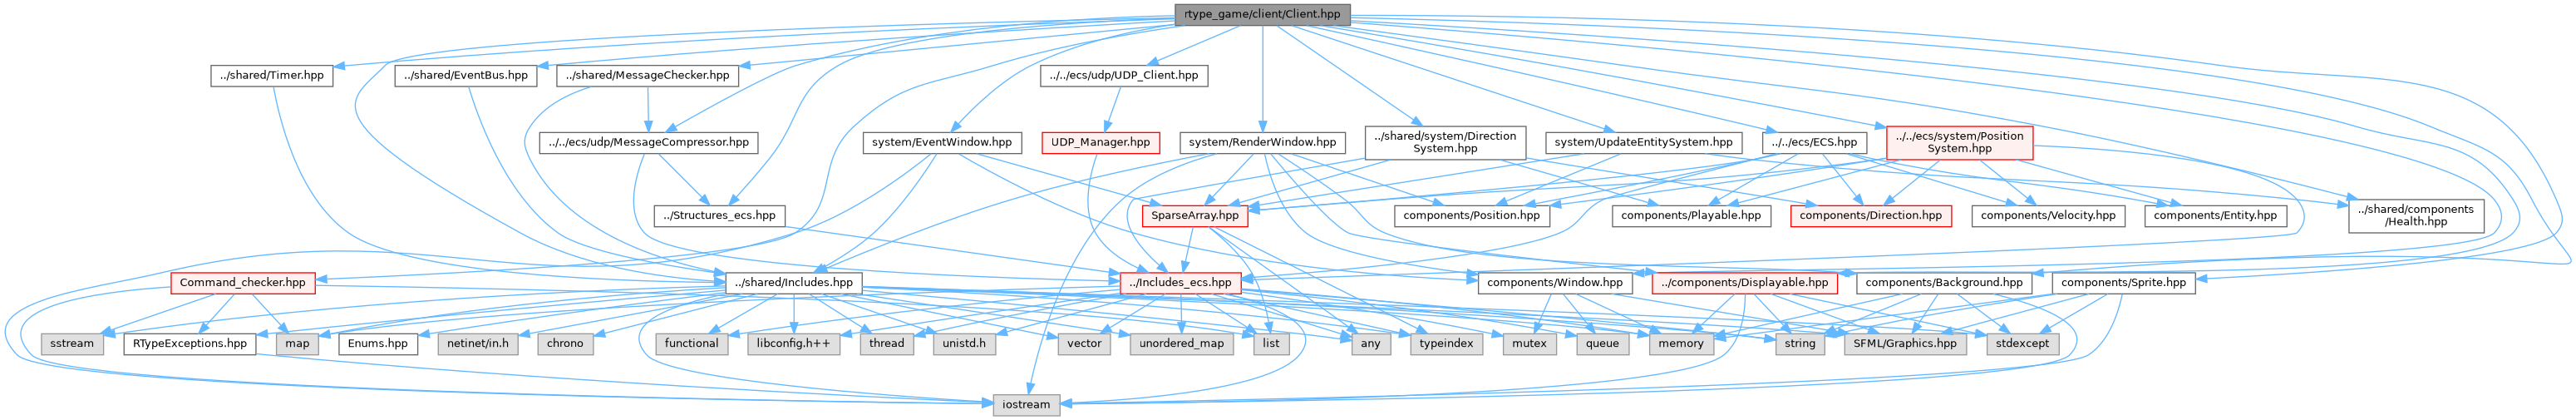 rtype_game/client/Client.hpp
../shared/Timer.hpp
../shared/EventBus.hpp
../shared/MessageChecker.hpp
../../ecs/udp/UDP_Client.hpp
../../ecs/udp/MessageCompressor.hpp
system/EventWindow.hpp
UDP_Manager.hpp
system/RenderWindow.hpp
../shared/system/Direction
System.hpp
system/UpdateEntitySystem.hpp
../../ecs/ECS.hpp
../../ecs/system/Position
System.hpp
../Structures_ecs.hpp
SparseArray.hpp
components/Position.hpp
components/Playable.hpp
components/Direction.hpp
components/Velocity.hpp
components/Entity.hpp
../shared/components
/Health.hpp
Command_checker.hpp
../shared/Includes.hpp
../Includes_ecs.hpp
components/Window.hpp
../components/Displayable.hpp
components/Background.hpp
components/Sprite.hpp
sstream
RTypeExceptions.hpp
map
Enums.hpp
netinet/in.h
chrono
functional
libconfig.h++
thread
unistd.h
vector
unordered_map
list
any
typeindex
mutex
queue
memory
string
SFML/Graphics.hpp
stdexcept
iostream